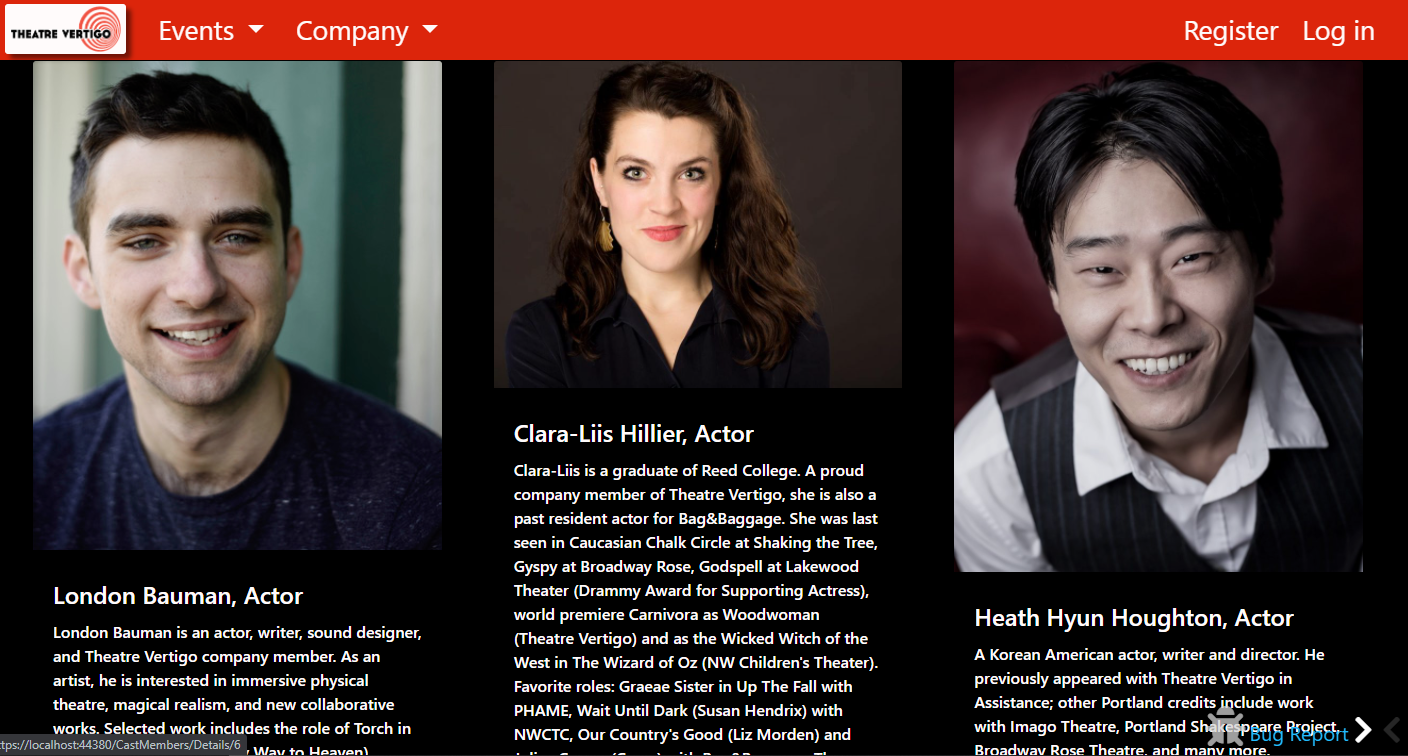 THEATRE VERTIGO
Events
Company
Register
Log in
London Bauman, Actor
London Bauman is an actor, writer, sound designer,
and Theatre Vertigo company member. As an
artist, he is interested in immersive physical
theatre, magical realism, and new collaborative
works. Selected work includes the role of Torch in
Way to Heaven)
Clara-Liis Hillier, Actor
Clara-Liis is a graduate of Reed College. A proud
company member of Theatre Vertigo, she is also a
past resident actor for Bag&Baggage. She was last
seen in Caucasian Chalk Circle at Shaking the Tree,
Gyspy at Broadway Rose, Godspell at Lakewood
Theater (Drammy Award for Supporting Actress),
world premiere Carnivora as Woodwoman
(Theatre Vertigo) and as the Wicked Witch of the
West in The Wizard of Oz (NW Children's Theater).
Favorite roles: Graeae Sister in Up The Fall with
PHAME, Wait Until Dark (Susan Hendrix) with
NWCTC, Our Country's Good (Liz Morden) and
Heath Hyun Houghton, Actor
A Korean American actor, writer and director. He
previously appeared with Theatre Vertigo in
Assistance; other Portland credits include work
with Imago Theatre, Portland Shakespeare Project,
Broadway Rose Theatre, and many more.
Bug Report
ttps://localhost:44380/CastMembers/Details/6